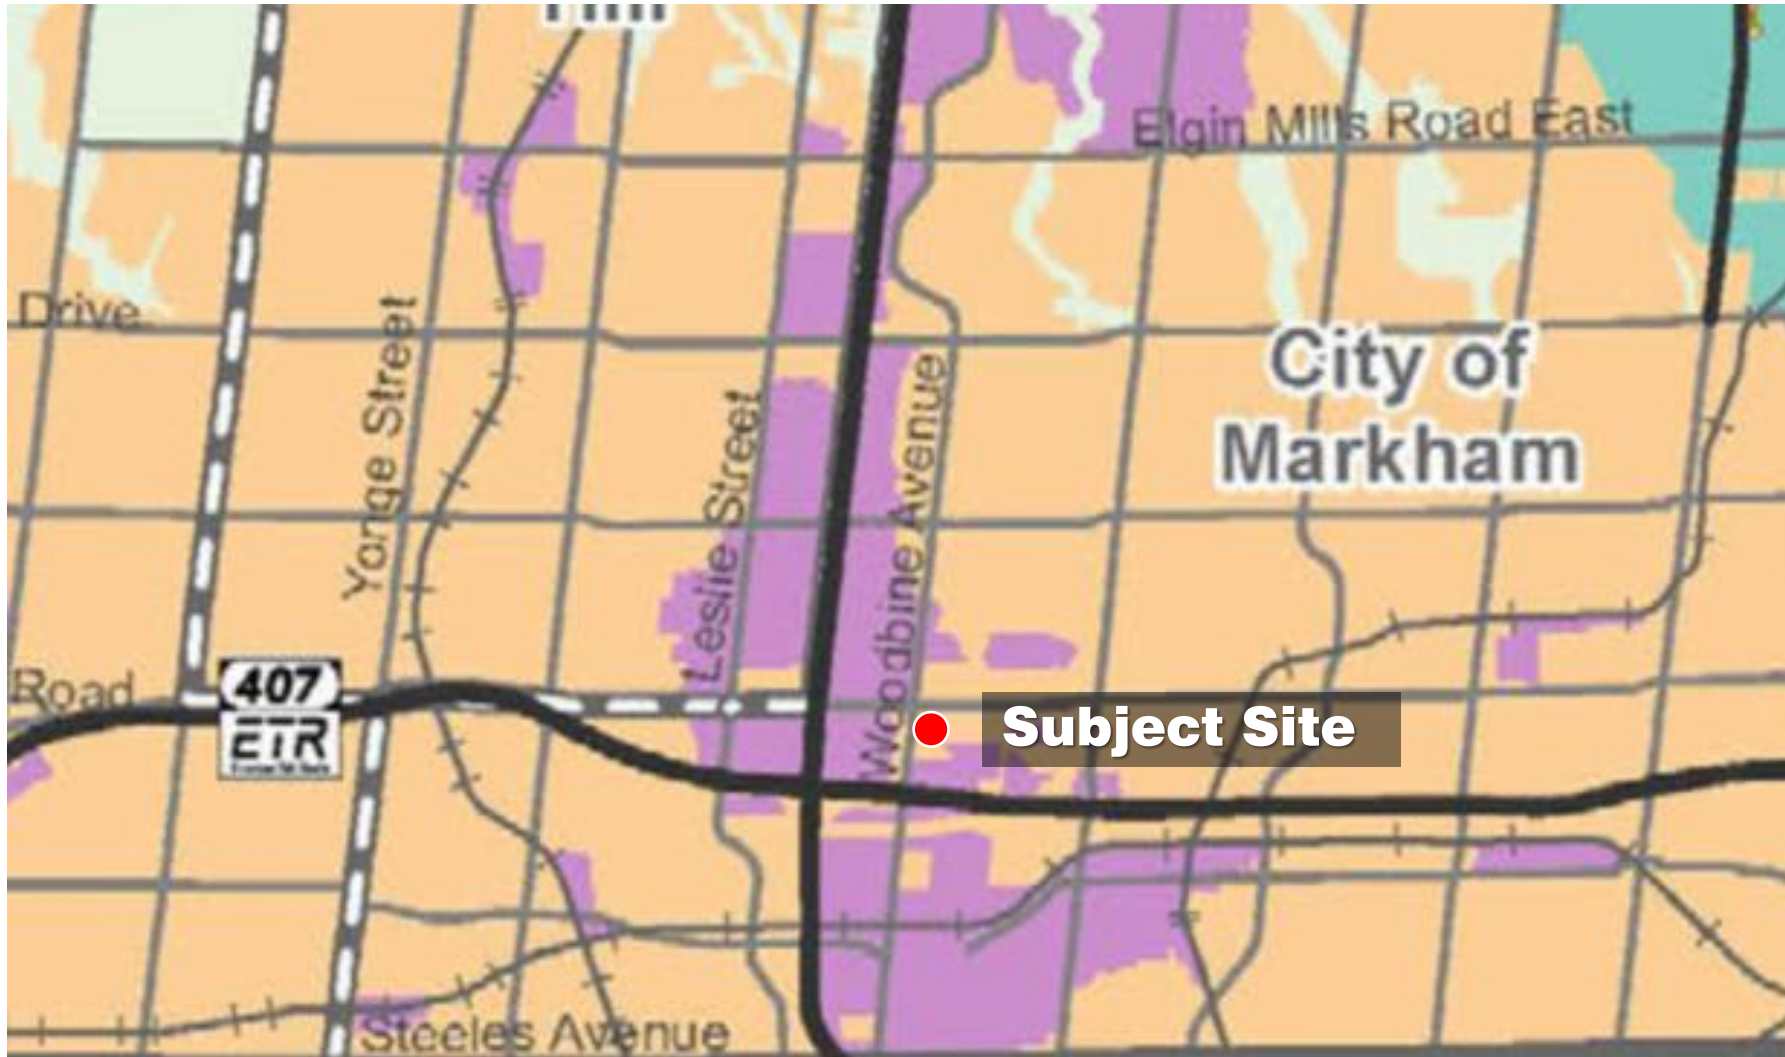 Elgin Mills Road East
Drive
Yonge Street
City of
Markham
Leslie Street
Woodbine Avenue
Road
407
ETR
Subject Site
Steeles Avenue